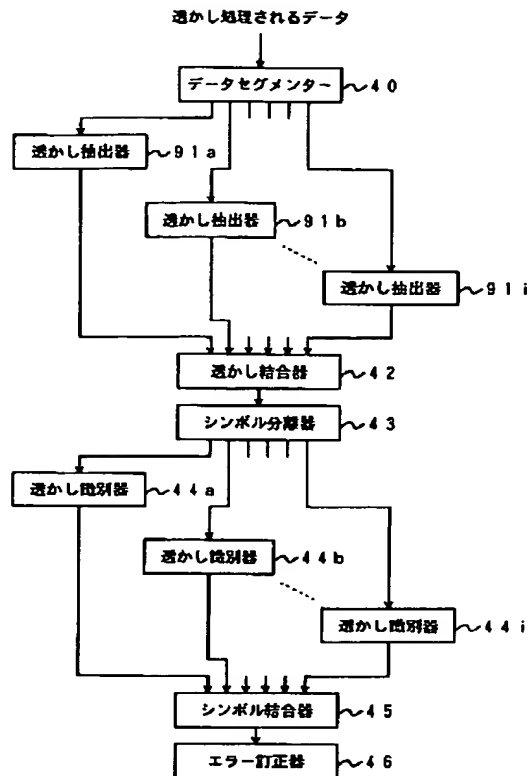 透かし処理されるデータ
データセグメンター 40
透かし抽出器 91a
透かし抽出器 91b
透かし抽出器 91i
透かし結合器 42
シンボル分離器 43
透かし識別器 44a
透かし識別器 44b
透かし識別器 44i
シンボル結合器 45
エラー訂正器 46